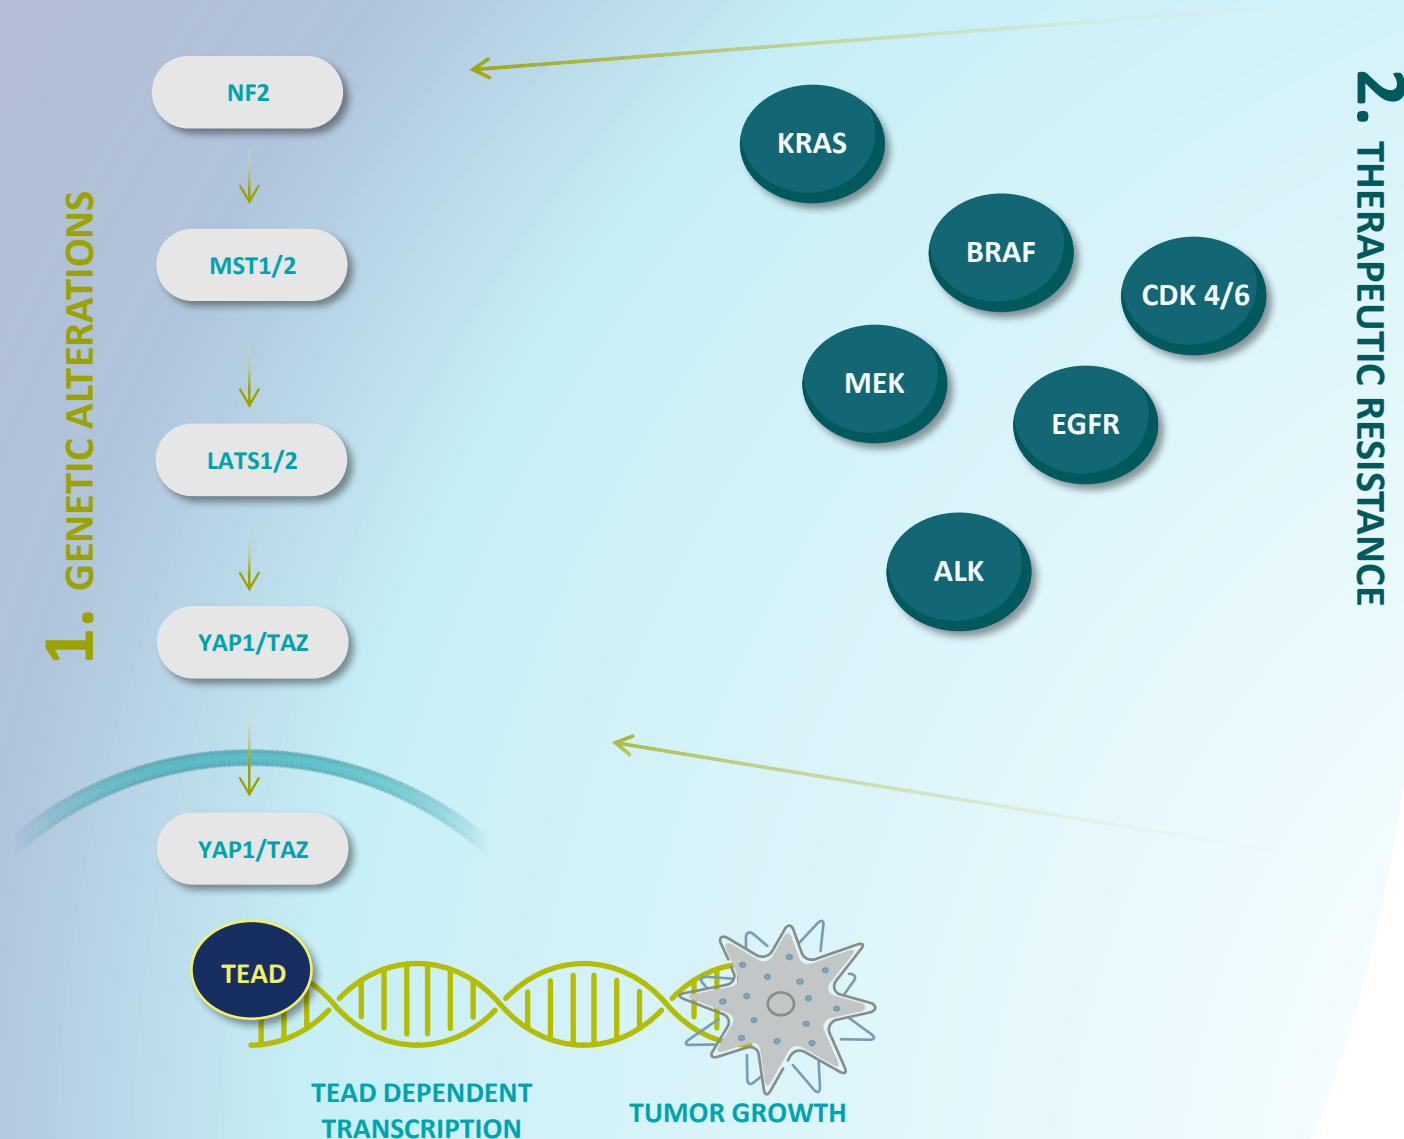 1. GENETIC ALTERATIONS
NF2
MST1/2
LATS1/2
YAP1/TAZ
YAP1/TAZ
TEAD
TEAD DEPENDENT
TRANSCRIPTION
TUMOR GROWTH
KRAS
BRAF
CDK 4/6
MEK
EGFR
ALK
2. THERAPEUTIC RESISTANCE